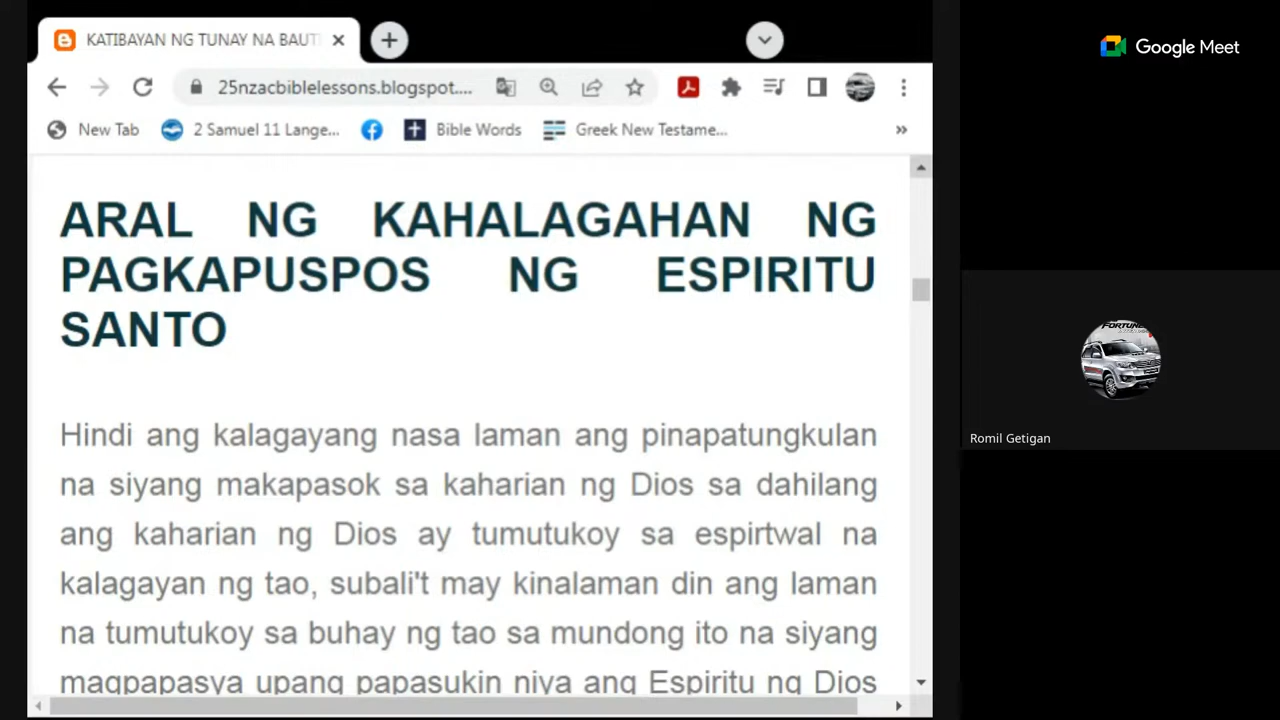 KATIBAYAN NG TUNAY NA BAUT
Google Meet
25nzacbiblelessons.blogspot....
New Tab
2 Samuel 11 Lange...
Bible Words
Greek New Testame...
ARAL NG KAHALAGAHAN NG
PAGKAPUSPOS NG ESPIRITU
SANTO
Hindi ang kalagayang nasa laman ang pinapatungkulan
na siyang makapasok sa kaharian ng Dios sa dahilang
ang kaharian ng Dios ay tumutukoy sa espirtwal na
kalagayan ng tao, subali't may kinalaman din ang laman
na tumutukoy sa buhay ng tao sa mundong ito na siyang
magpapasya upang papasukin niya ang Espiritu ng Dios
FORTUNER
Romil Getigan